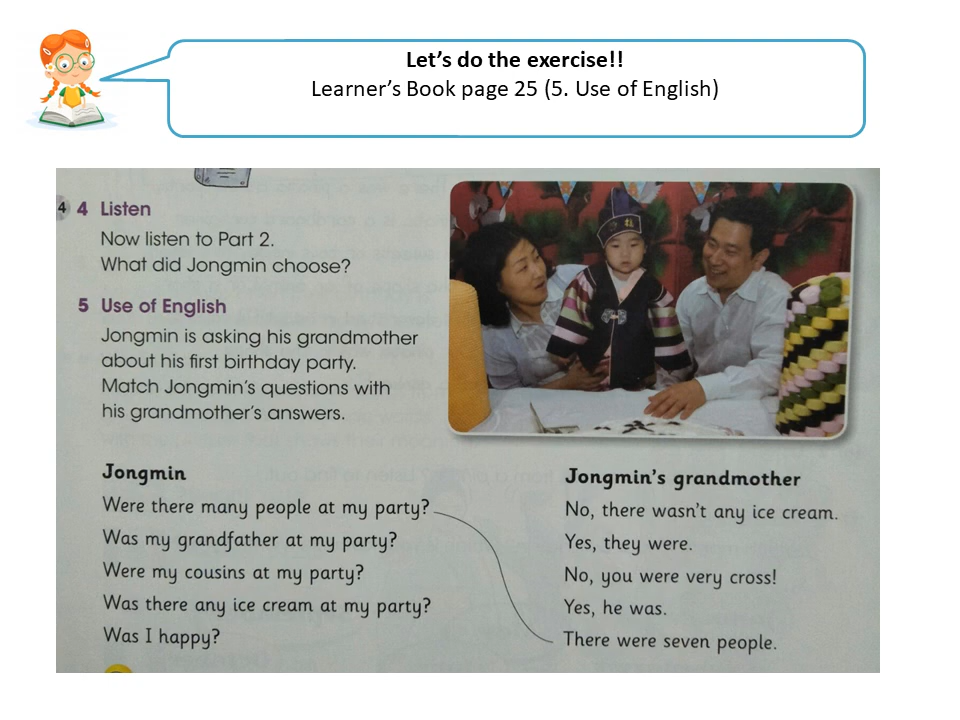 Let's do the exercise!!
Learner's Book page 25 (5. Use of English)
4 4 Listen
Now listen to Part 2.
What did Jongmin choose?
5 Use of English
Jongmin is asking his grandmother
about his first birthday party.
Match Jongmin's questions with
his grandmother's answers.
Jongmin
Were there many people at my party?
Was my grandfather at my party?
Were my cousins at my party?
Was there any ice cream at my party?
Was I happy?
Jongmin's grandmother
No, there wasn't any ice cream.
Yes, they were.
No, you were very cross!
Yes, he was.
There were seven people.